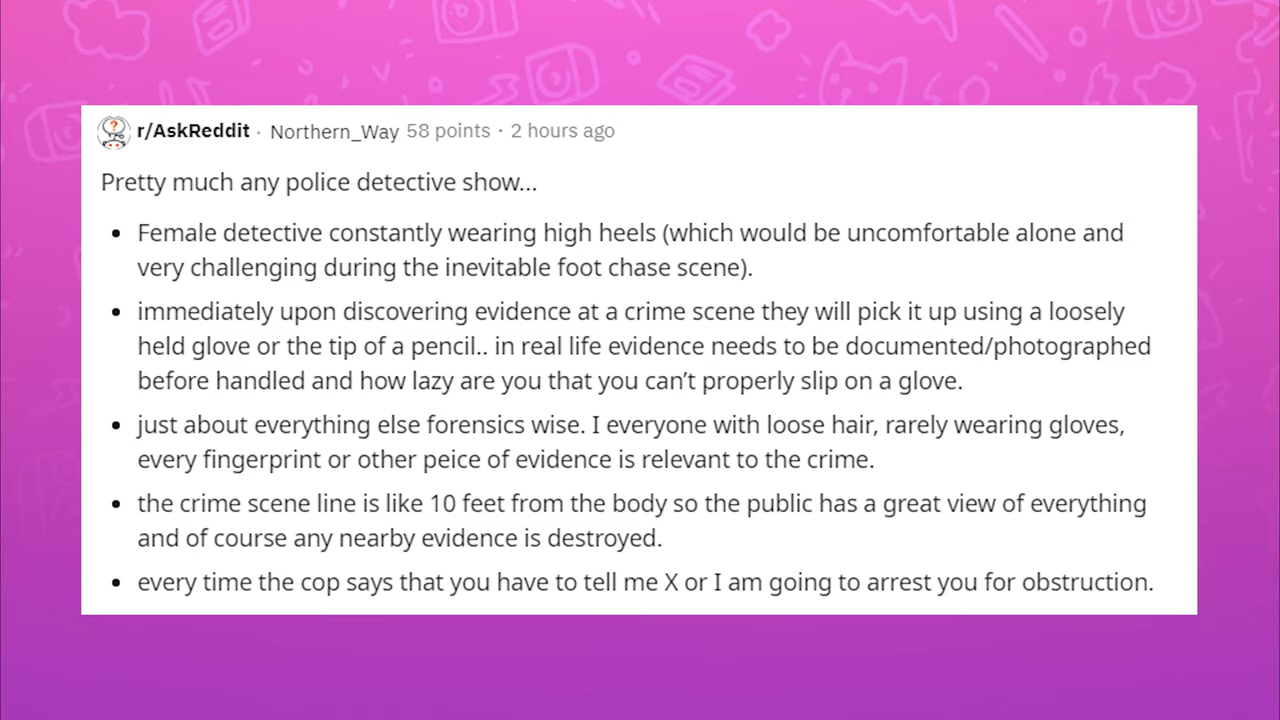 r/AskReddit · Northern_Way 58 points · 2 hours ago
Pretty much any police detective show...
• Female detective constantly wearing high heels (which would be uncomfortable alone and
very challenging during the inevitable foot chase scene).
• immediately upon discovering evidence at a crime scene they will pick it up using a loosely
held glove or the tip of a pencil.. in real life evidence needs to be documented/photographed
before handled and how lazy are you that you can’t properly slip on a glove.
• just about everything else forensics wise. I everyone with loose hair, rarely wearing gloves,
every fingerprint or other peice of evidence is relevant to the crime.
• the crime scene line is like 10 feet from the body so the public has a great view of everything
and of course any nearby evidence is destroyed.
• every time the cop says that you have to tell me X or I am going to arrest you for obstruction.